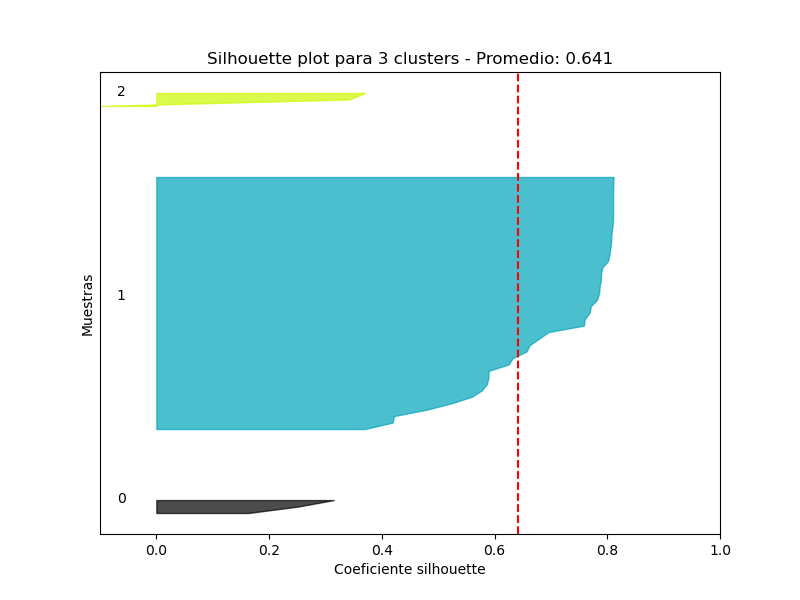 Silhouette plot para 3 clusters - Promedio: 0.641
2
1
0
Muestras
0.0 0.2 0.4 0.6 0.8 1.0
Coeficiente silhouette